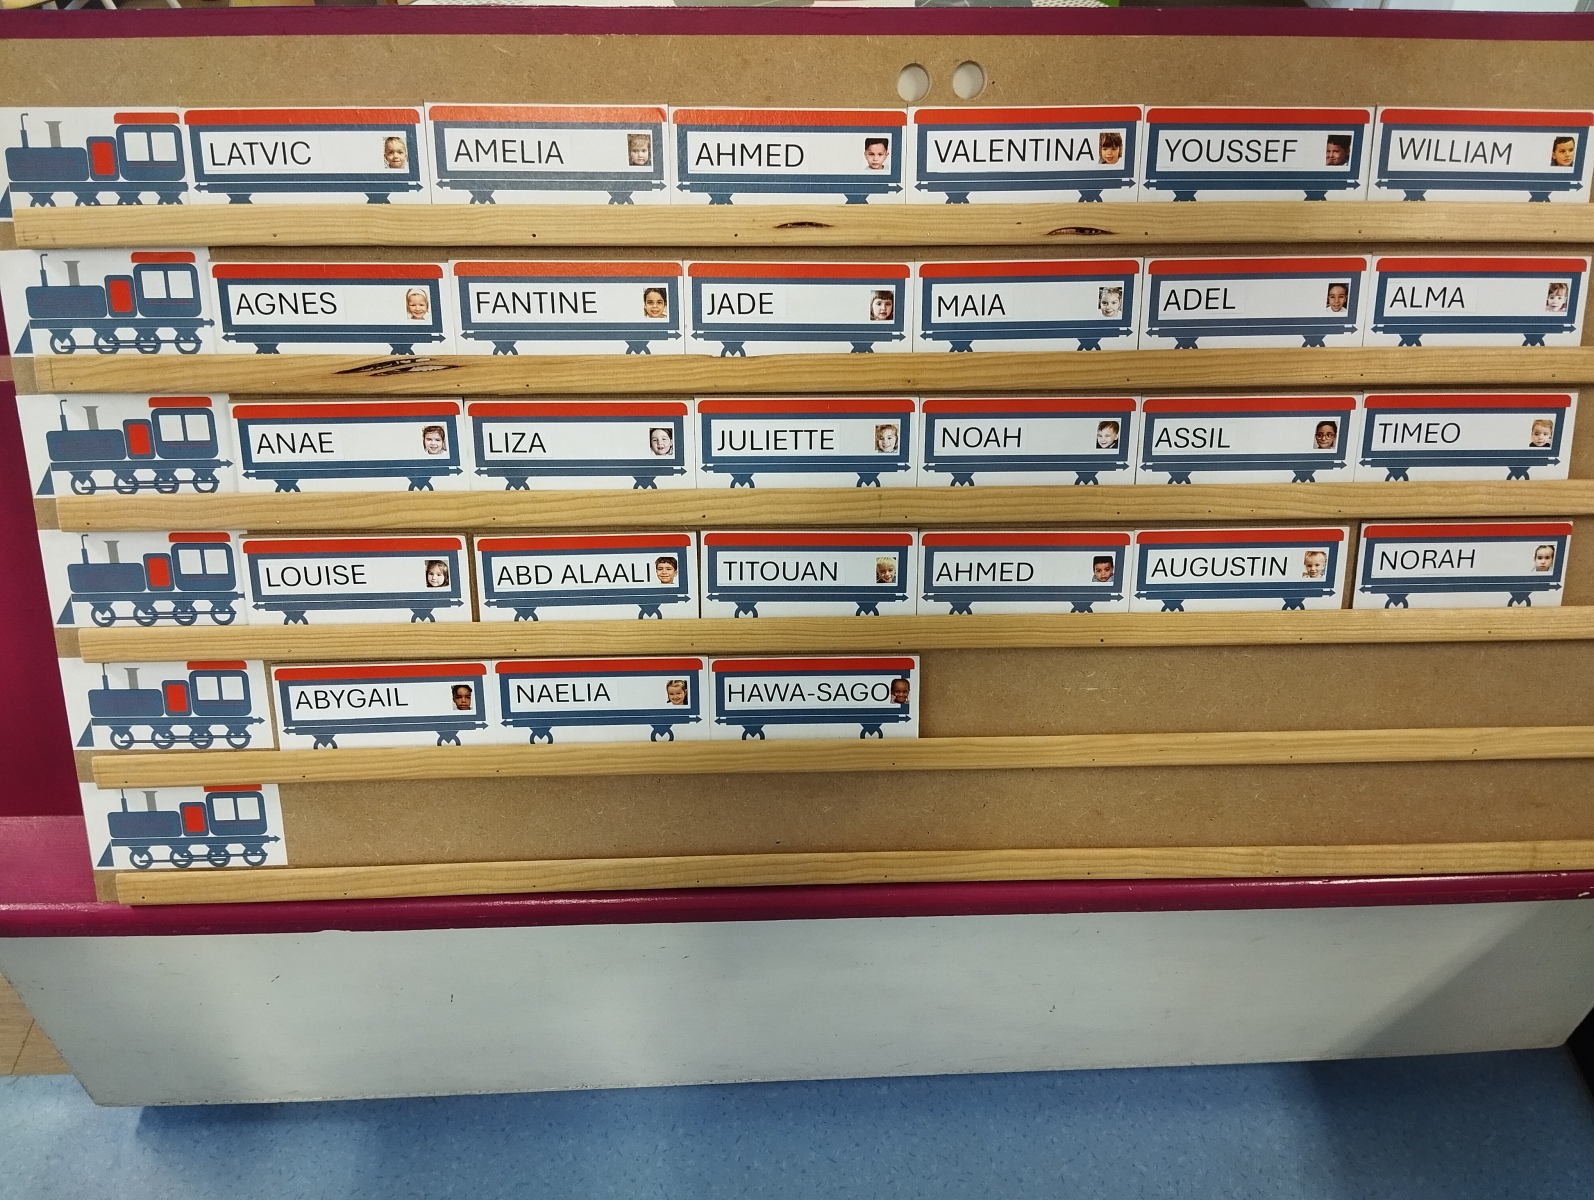 LATVIC AMELIA AHMED VALENTINA YOUSSEF WILLIAM
AGNES FANTINE JADE MAIA ADEL ALMA
ANAE LIZA JULIETTE NOAH ASSIL TIMEO
LOUISE ABD ALAALI TITOUAN AHMED AUGUSTIN NORAH
ABYGAIL NAELIA HAWA-SAGO